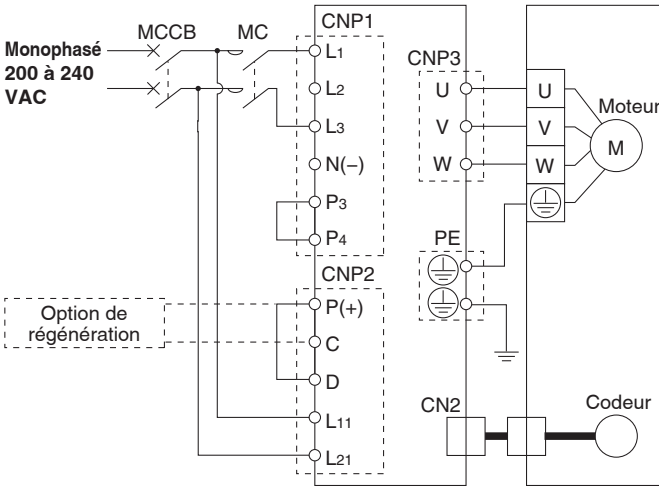 Monophasé
200 à 240
VAC
MCCB
MC
CNP1
L1
L2
L3
N(–)
P3
P4
CNP2
P(+)
C
D
L11
L21
Option de
régénération
CNP3
U
V
W
PE
CN2
U
V
W
Moteur
M
Codeur